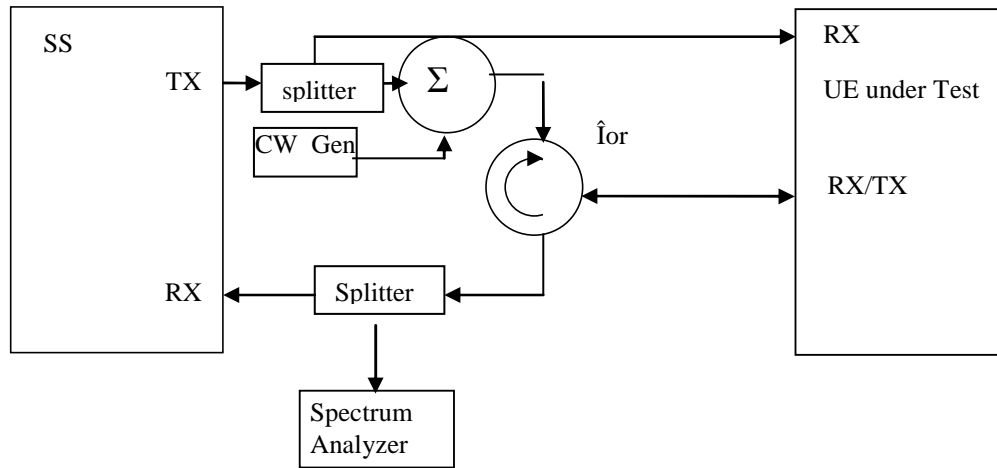 SS
RX
TX
splitter
Σ
UE under Test
CW Gen
Îor
RX/TX
RX
Splitter
Spectrum
Analyzer